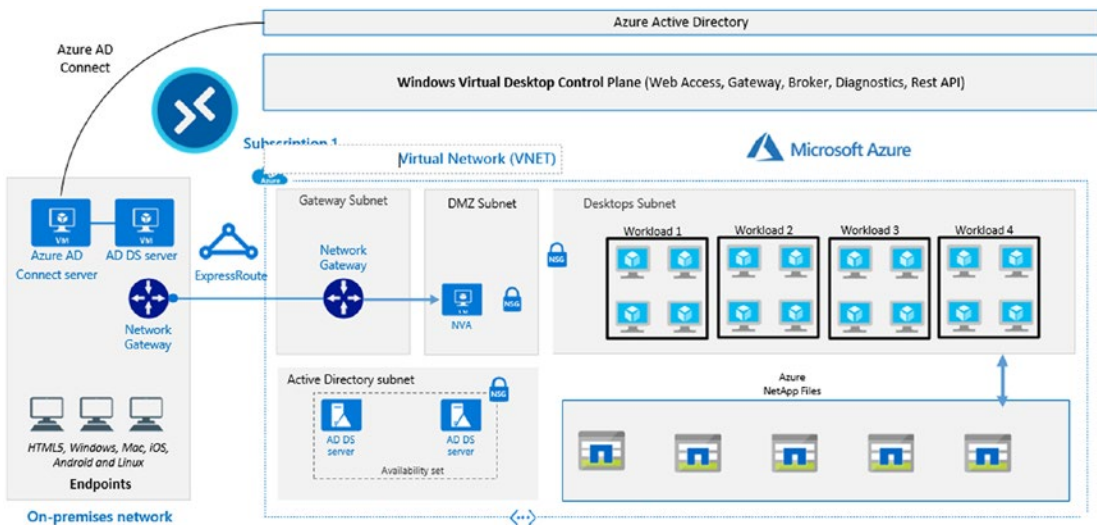 Azure Active Directory
Azure AD
Connect
Windows Virtual Desktop Control Plane (Web Access, Gateway, Broker, Diagnostics, Rest API)
Subscription 1
Virtual Network (VNET)
Microsoft Azure
Azure
Gateway Subnet
DMZ Subnet
Desktops Subnet
Workload 1
Workload 2
Workload 3
Workload 4
VM
VM
Azure AD
Connect server
AD DS server
ExpressRoute
Network
Gateway
NSG
NSG
NVA
Network
Gateway
Active Directory subnet
NSG
AD DS
server
AD DS
server
Availability set
Azure
NetApp Files
HTML5, Windows, Mac, iOS,
Android and Linux
Endpoints
On-premises network